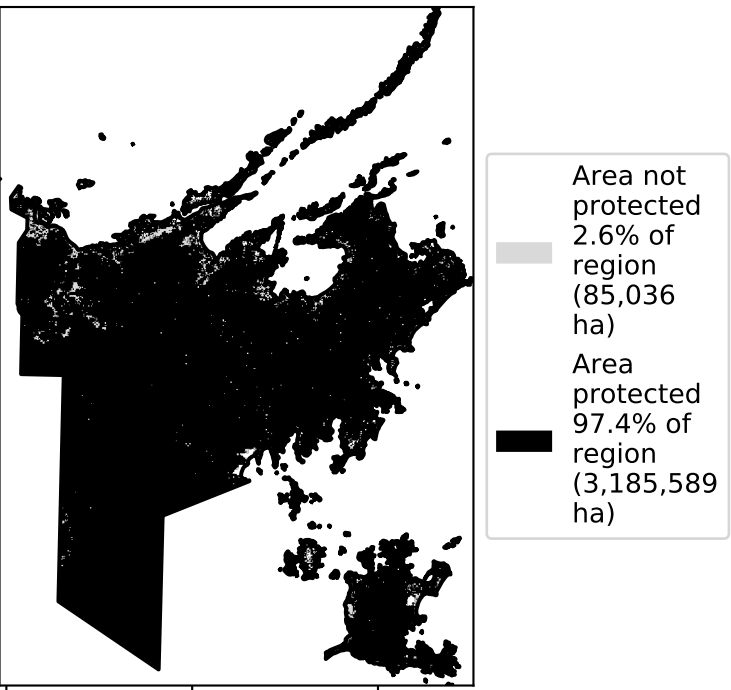 Area not
protected
2.6% of
region
(85,036
ha)
Area
protected
97.4% of
region
(3,185,589
ha)